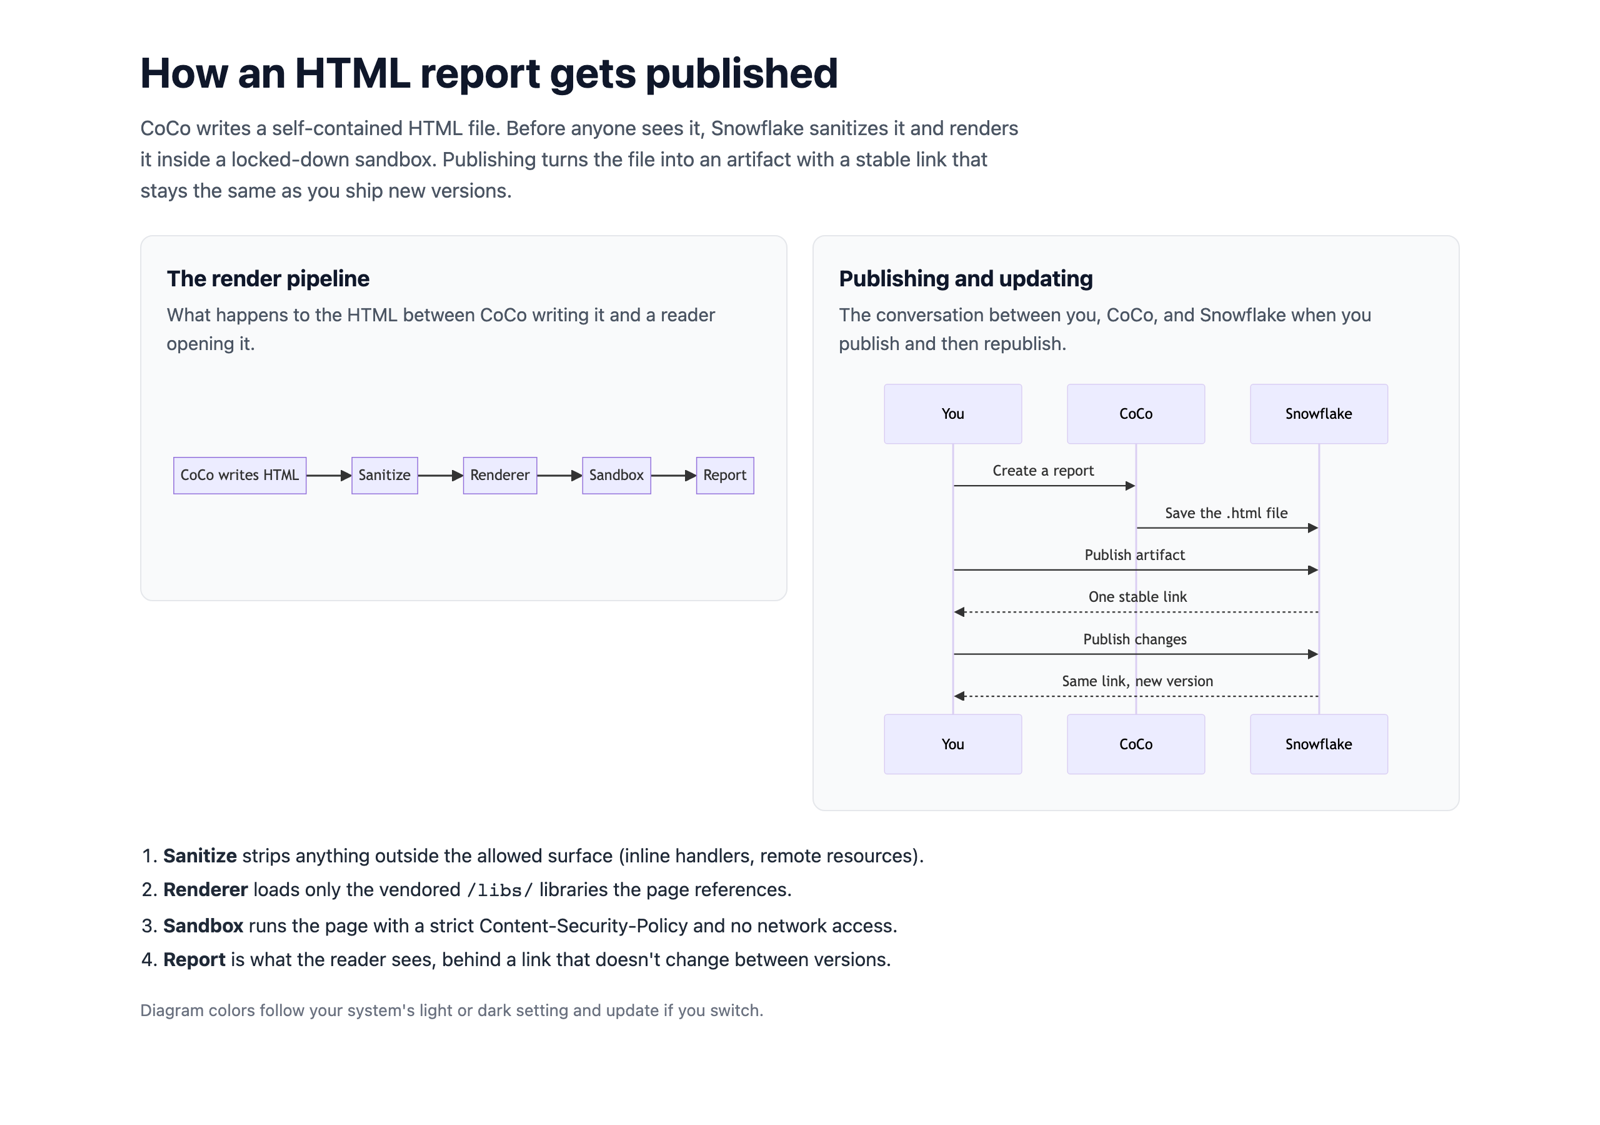 How an HTML report gets published
CoCo writes a self-contained HTML file. Before anyone sees it, Snowflake sanitizes it and renders
it inside a locked-down sandbox. Publishing turns the file into an artifact with a stable link that
stays the same as you ship new versions.
The render pipeline
What happens to the HTML between CoCo writing it and a reader
opening it.
CoCo writes HTML
Sanitize
Renderer
Sandbox
Report
Publishing and updating
The conversation between you, CoCo, and Snowflake when you
publish and then republish.
You
CoCo
Snowflake
Create a report
Save the .html file
Publish artifact
One stable link
Publish changes
Same link, new version
You
CoCo
Snowflake
1. Sanitize strips anything outside the allowed surface (inline handlers, remote resources).
2. Renderer loads only the vendored /libs/ libraries the page references.
3. Sandbox runs the page with a strict Content-Security-Policy and no network access.
4. Report is what the reader sees, behind a link that doesn't change between versions.
Diagram colors follow your system's light or dark setting and update if you switch.